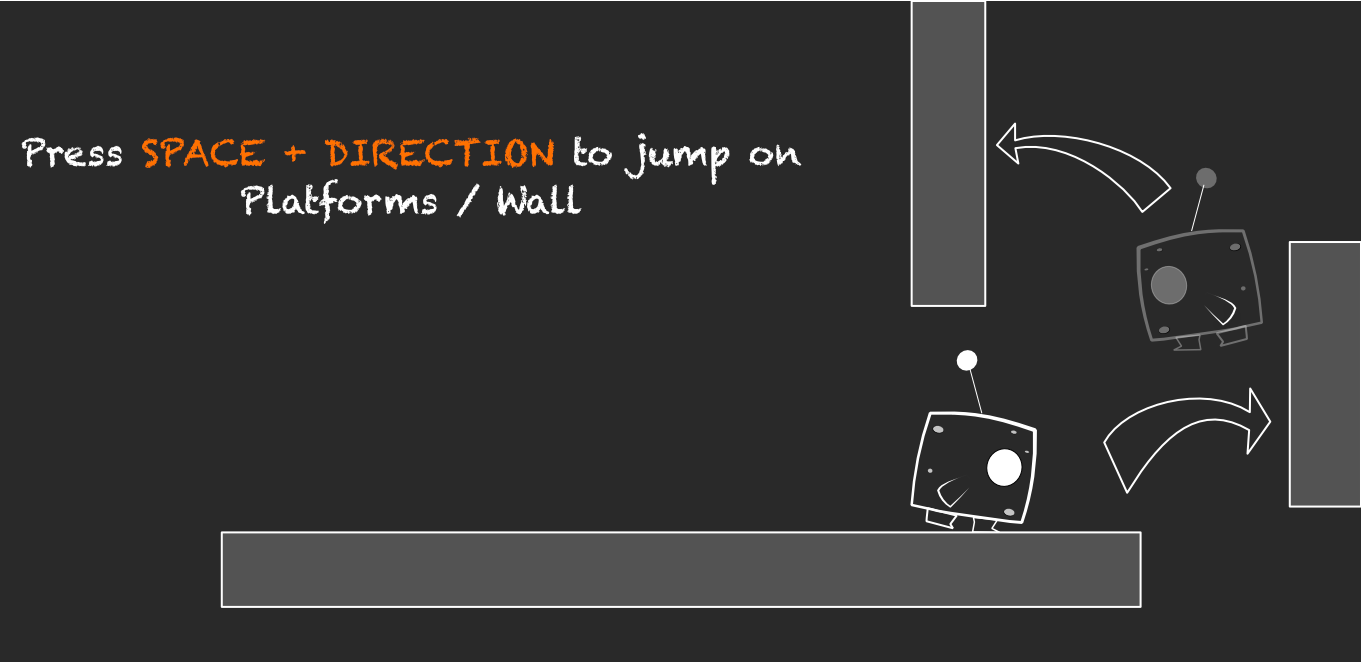 Press SPACE + DIRECTION to jump on
Platforms / Wall